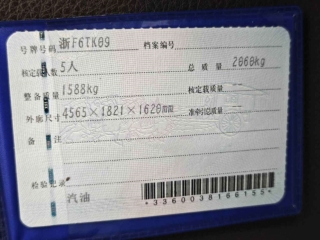 号牌号码 浙F6TK09 档案编号
核定载人数 5人 总质量 2060kg
整备质量 1588kg 核定载质量 --
外廓尺寸 4565×1821×1620mm 准牵引总质量 --
备注
检验记录
汽油
*3360038166155*